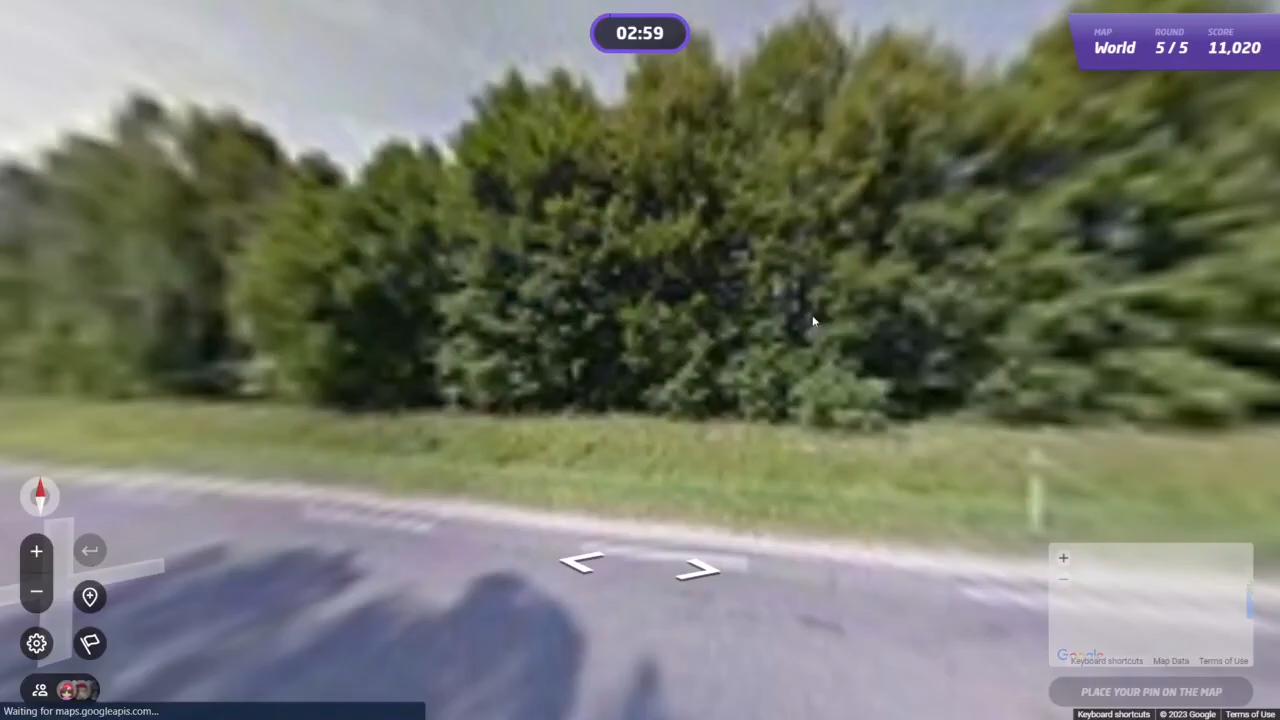 02:59
MAP
World
ROUND
5 / 5
SCORE
11,020
+
−
+
−
Google
Keyboard shortcuts Map Data Terms of Use
PLACE YOUR PIN ON THE MAP
Waiting for maps.googleapis.com...
Keyboard shortcuts © 2023 Google Terms of Use